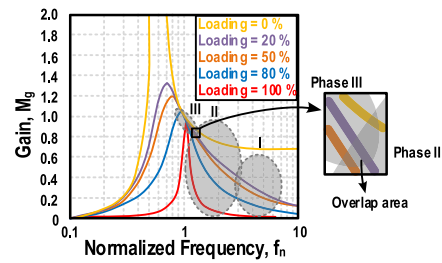 2.0
1.8
1.6
1.4
1.2
1.0
0.8
0.6
0.4
0.2
0
Gain, Mg
Loading = 0 %
Loading = 20 %
Loading = 50 %
Loading = 80 %
Loading = 100 %
III
II
I
0.1
1
10
Normalized Frequency, fn
Phase III
Phase II
Overlap area